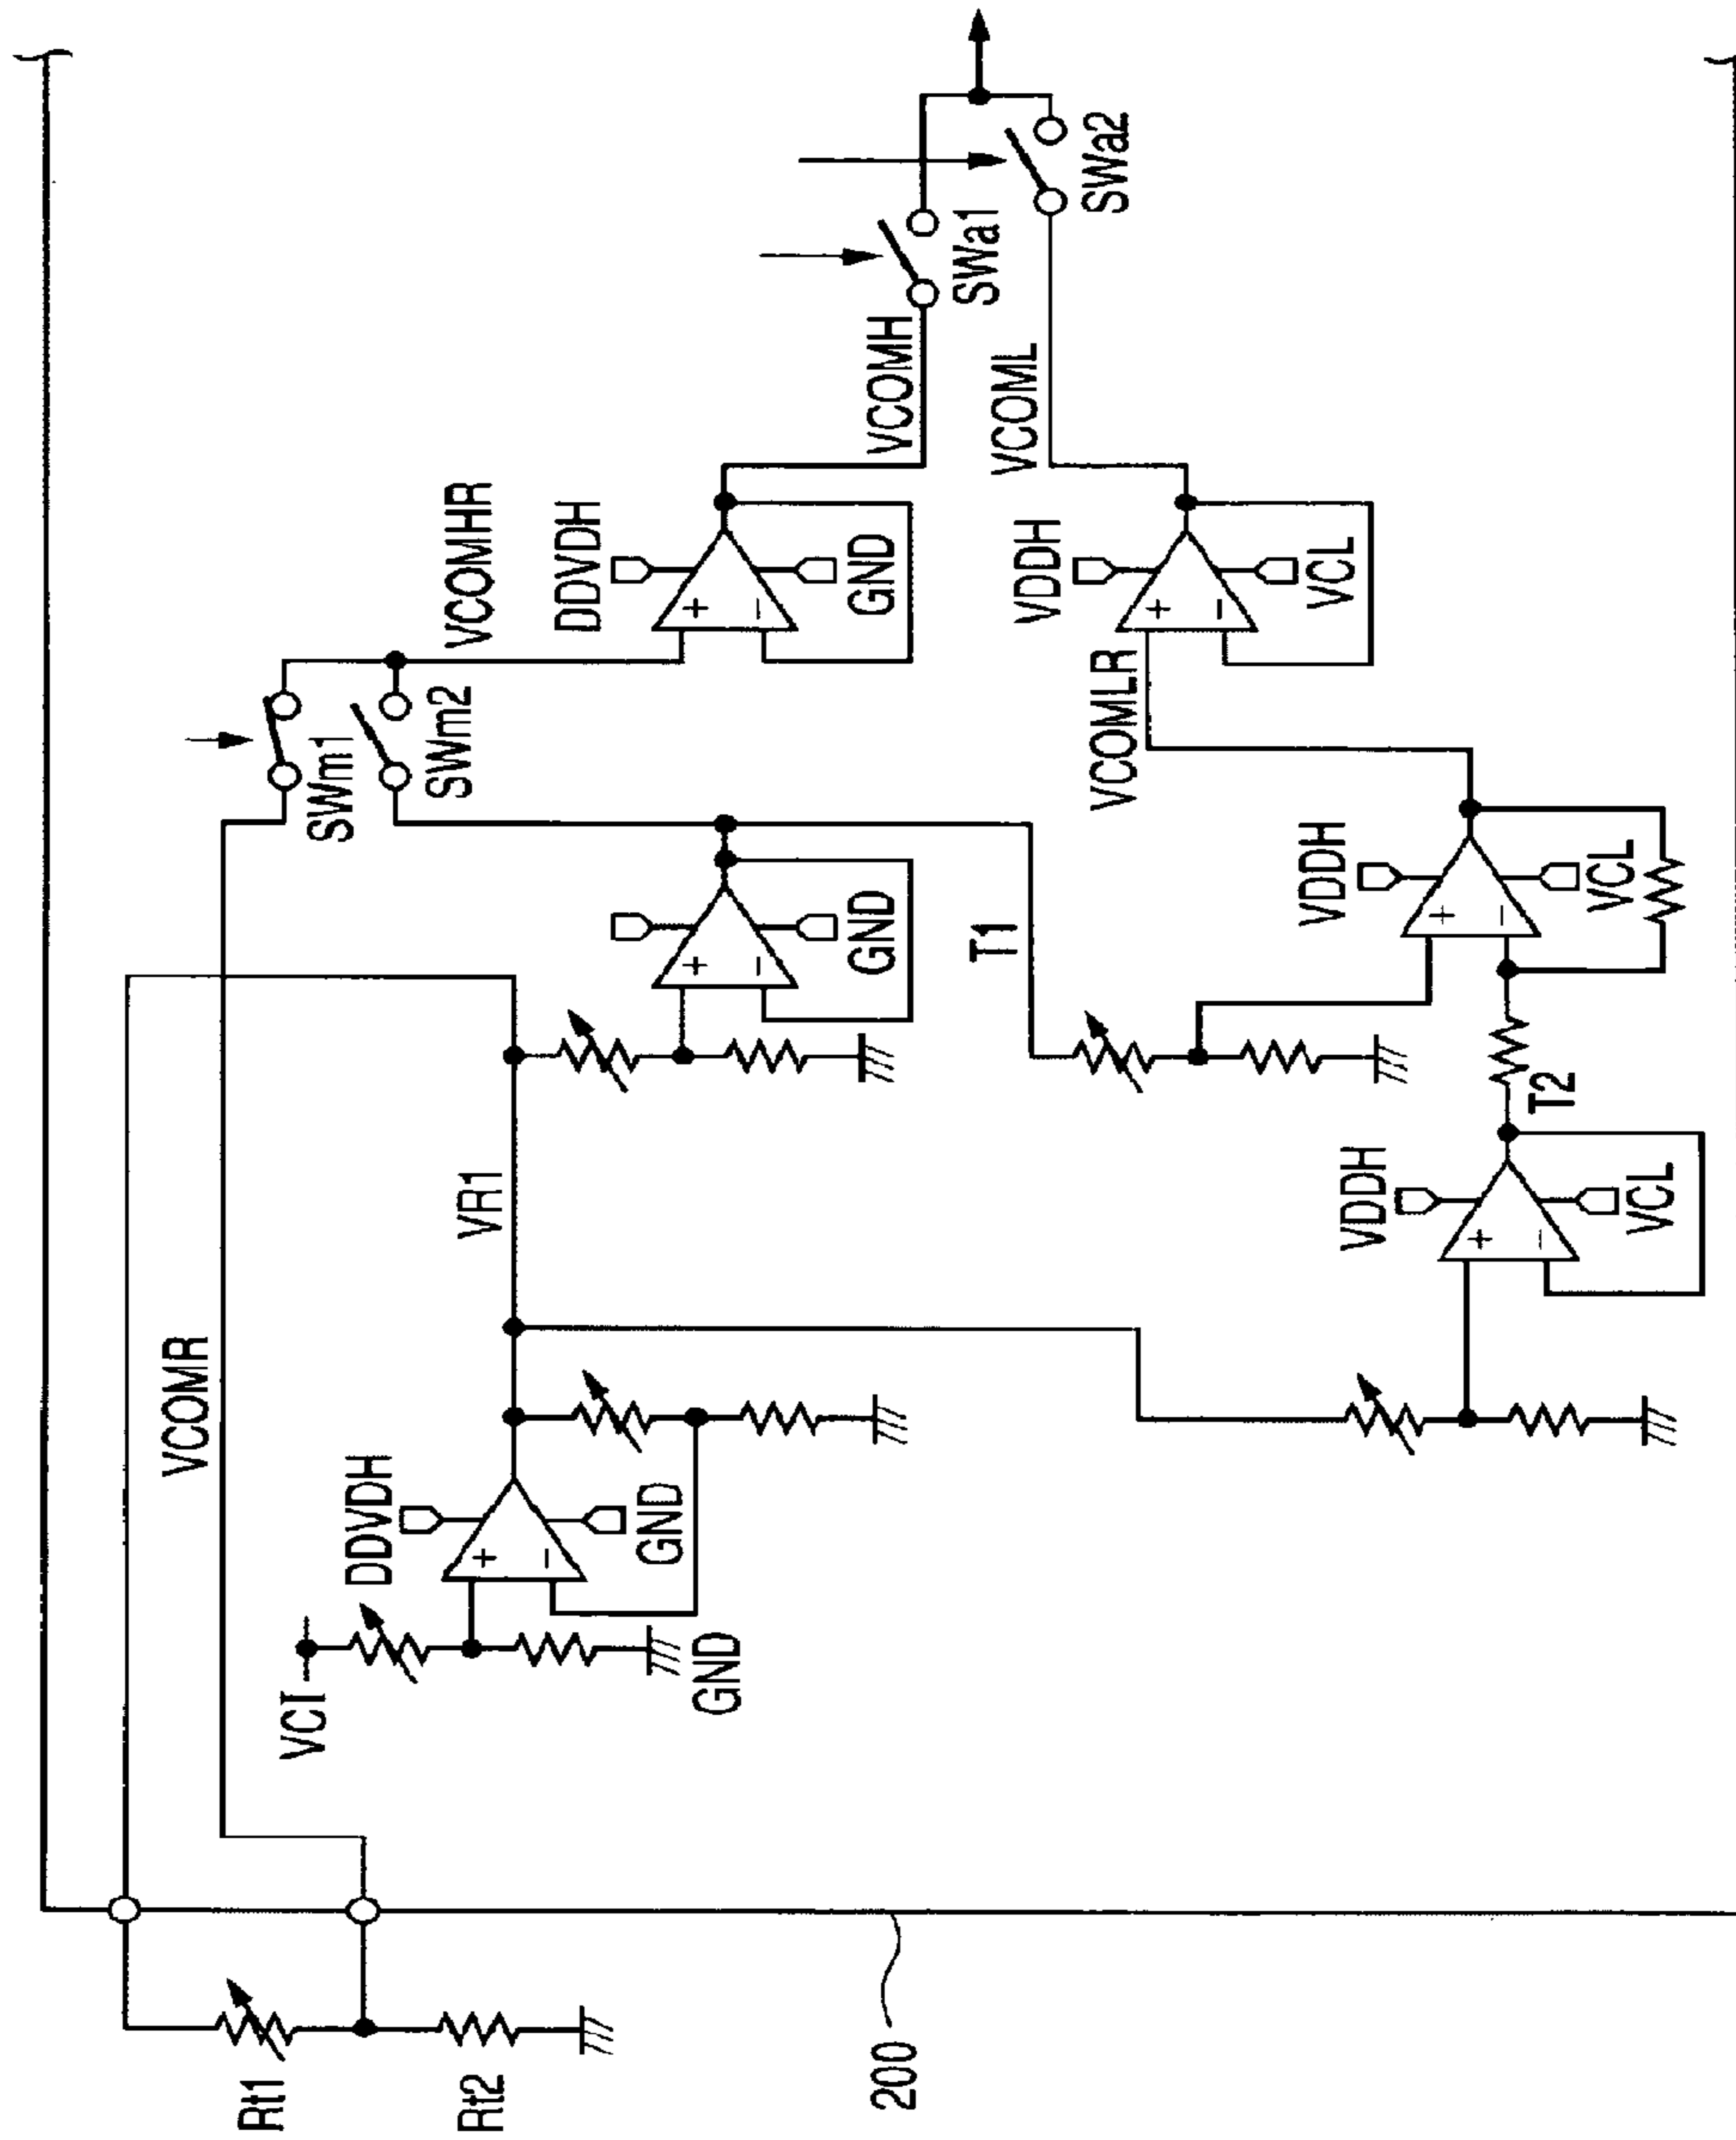 Rt1
Rt2
200
VCOMR
VCI
GND
DDVDH
GND
VR1
GND
T1
SWm1
SWm2
VCOMHR
DDVDH
GND
VCOMH
SWa1
SWa2
VCOML
VDDH
VCL
VCOMLR
VDDH
VCL
T2
VDDH
VCL
+
−
+
−
+
−
+
−
+
−
+
−